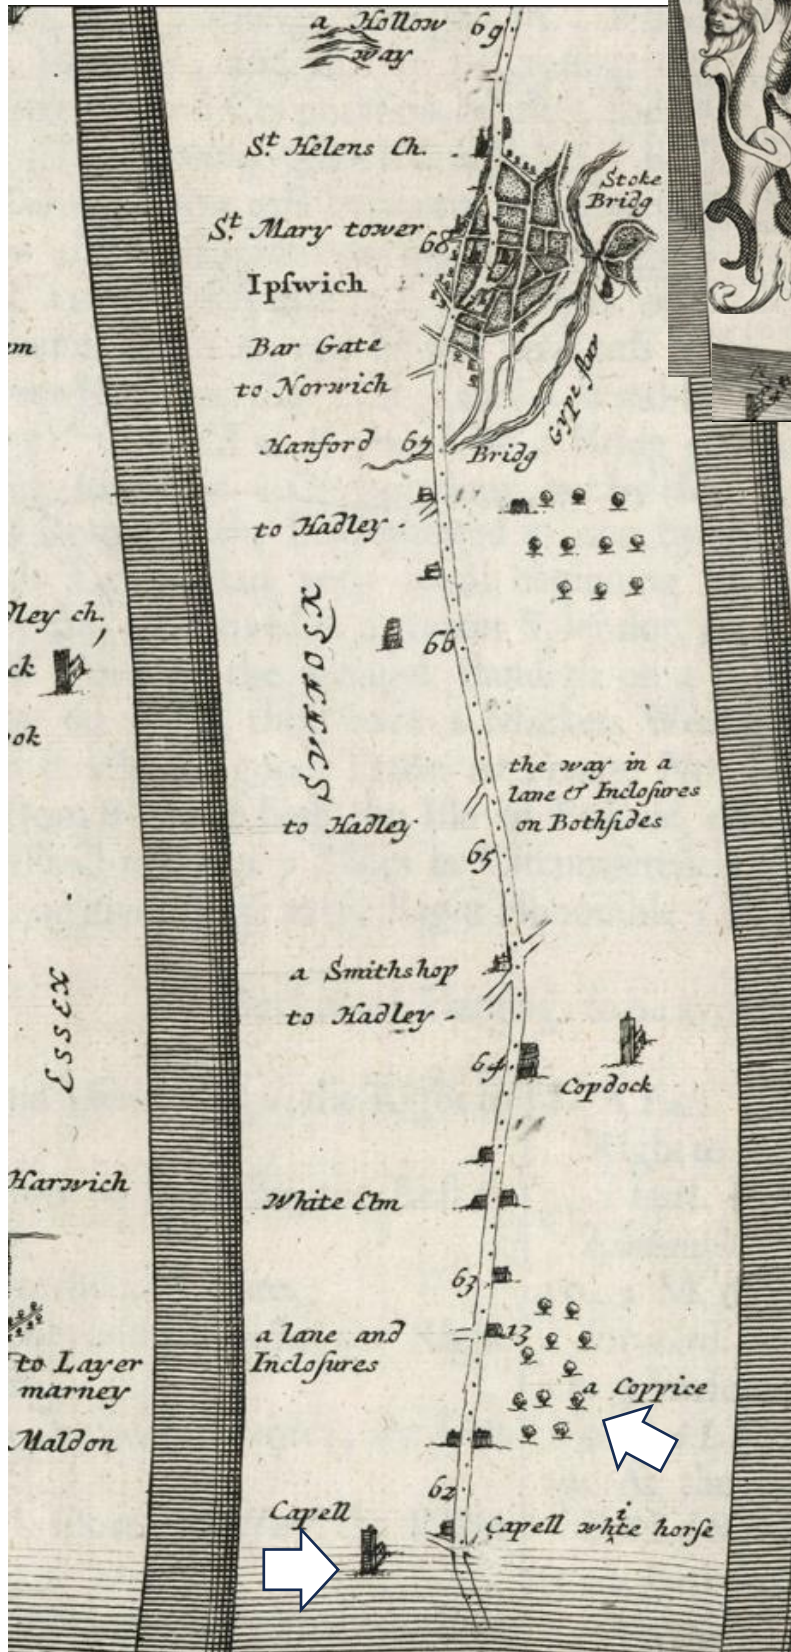 a Hollow
way
69
St. Helens Ch.
Stoke
Bridg
St. Mary tower
68
Ipſwich
Bar Gate
to Norwich
Gype flu
Hanford
67
Bridg
to Hadley
66
SUFFOLK
the way in a
lane & Incloſures
on Bothſides
to Hadley
65
a Smithshop
to Hadley
64
Copdock
White Elm
63
a lane and
Incloſures
13
a Coppice
62
Capell
Capell white horse
ley ch.
ck
ok
ESSEX
Harwich
to Layer
marney
Maldon